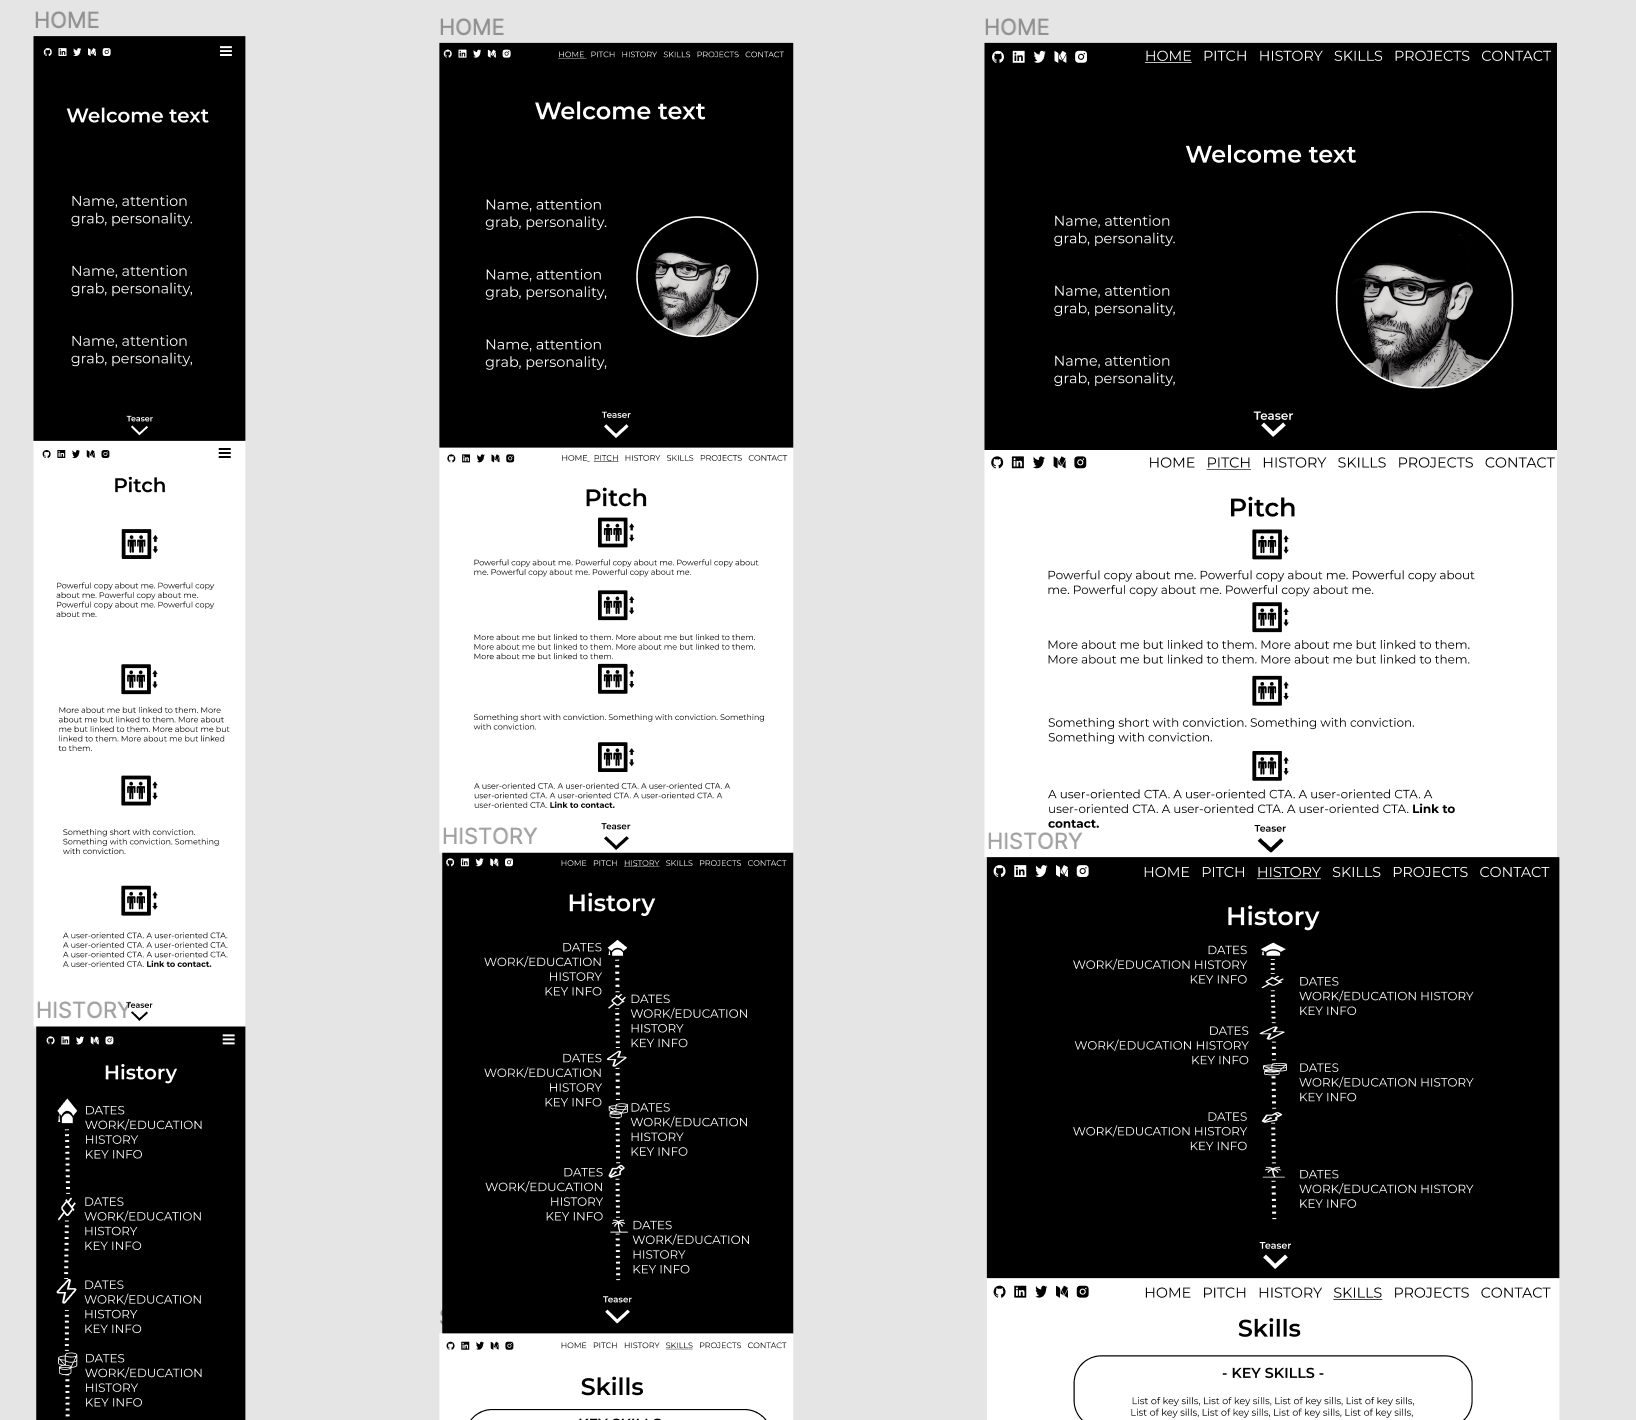 HOME
Welcome text
Name, attention
grab, personality.
Name, attention
grab, personality,
Name, attention
grab, personality,
Teaser
Pitch
Powerful copy about me. Powerful copy
about me. Powerful copy about me.
Powerful copy about me. Powerful copy
about me.
More about me but linked to them. More
about me but linked to them. More about
me but linked to them. More about me but
linked to them. More about me but linked
to them.
Something short with conviction.
Something with conviction. Something
with conviction.
A user-oriented CTA. A user-oriented CTA.
A user-oriented CTA. A user-oriented CTA.
A user-oriented CTA. A user-oriented CTA.
A user-oriented CTA. Link to contact.
Teaser
HISTORY
History
DATES
WORK/EDUCATION
HISTORY
KEY INFO
DATES
WORK/EDUCATION
HISTORY
KEY INFO
DATES
WORK/EDUCATION
HISTORY
KEY INFO
DATES
WORK/EDUCATION
HISTORY
KEY INFO
HOME
HOME PITCH HISTORY SKILLS PROJECTS CONTACT
Welcome text
Name, attention
grab, personality.
Name, attention
grab, personality,
Name, attention
grab, personality,
Teaser
HOME PITCH HISTORY SKILLS PROJECTS CONTACT
Pitch
Powerful copy about me. Powerful copy about me. Powerful copy about
me. Powerful copy about me. Powerful copy about me.
More about me but linked to them. More about me but linked to them.
More about me but linked to them. More about me but linked to them.
More about me but linked to them.
Something short with conviction. Something with conviction. Something
with conviction.
A user-oriented CTA. A user-oriented CTA. A user-oriented CTA. A
user-oriented CTA. A user-oriented CTA. A user-oriented CTA. A
user-oriented CTA. Link to contact.
Teaser
HISTORY
HOME PITCH HISTORY SKILLS PROJECTS CONTACT
History
DATES
WORK/EDUCATION
HISTORY
KEY INFO
DATES
WORK/EDUCATION
HISTORY
KEY INFO
DATES
WORK/EDUCATION
HISTORY
KEY INFO
DATES
WORK/EDUCATION
HISTORY
KEY INFO
DATES
WORK/EDUCATION
HISTORY
KEY INFO
DATES
WORK/EDUCATION
HISTORY
KEY INFO
Teaser
HOME PITCH HISTORY SKILLS PROJECTS CONTACT
Skills
HOME
HOME PITCH HISTORY SKILLS PROJECTS CONTACT
Welcome text
Name, attention
grab, personality.
Name, attention
grab, personality,
Name, attention
grab, personality,
Teaser
HOME PITCH HISTORY SKILLS PROJECTS CONTACT
Pitch
Powerful copy about me. Powerful copy about me. Powerful copy about
me. Powerful copy about me. Powerful copy about me.
More about me but linked to them. More about me but linked to them.
More about me but linked to them. More about me but linked to them.
Something short with conviction. Something with conviction.
Something with conviction.
A user-oriented CTA. A user-oriented CTA. A user-oriented CTA. A
user-oriented CTA. A user-oriented CTA. A user-oriented CTA. Link to
contact.
Teaser
HISTORY
HOME PITCH HISTORY SKILLS PROJECTS CONTACT
History
DATES
WORK/EDUCATION HISTORY
KEY INFO
DATES
WORK/EDUCATION HISTORY
KEY INFO
DATES
WORK/EDUCATION HISTORY
KEY INFO
DATES
WORK/EDUCATION HISTORY
KEY INFO
DATES
WORK/EDUCATION HISTORY
KEY INFO
DATES
WORK/EDUCATION HISTORY
KEY INFO
Teaser
HOME PITCH HISTORY SKILLS PROJECTS CONTACT
Skills
- KEY SKILLS -
List of key sills, List of key sills, List of key sills, List of key sills,
List of key sills, List of key sills, List of key sills, List of key sills,